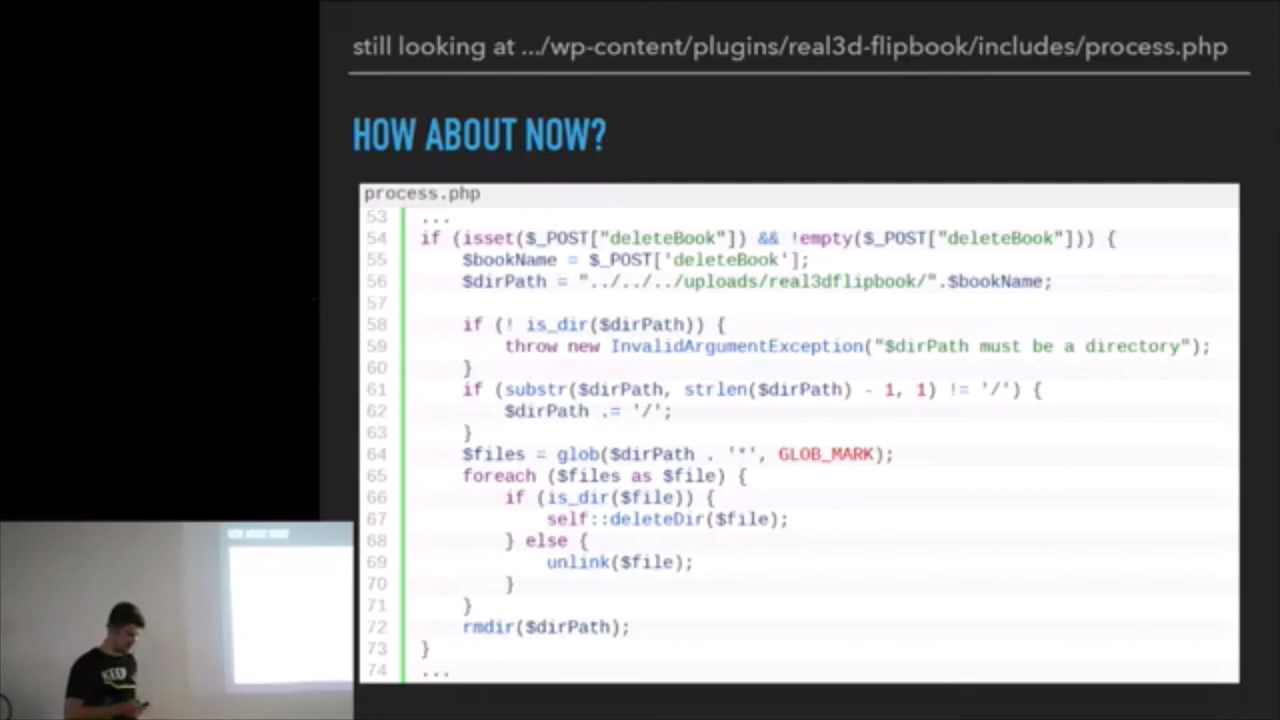 still looking at .../wp-content/plugins/real3d-flipbook/includes/process.php
HOW ABOUT NOW?
process.php
53 ...
54 if (isset($_POST["deleteBook"]) && !empty($_POST["deleteBook"])) {
55     $bookName = $_POST['deleteBook'];
56     $dirPath = "../../../uploads/real3dflipbook/".$bookName;
57
58     if (! is_dir($dirPath)) {
59         throw new InvalidArgumentException("$dirPath must be a directory");
60     }
61     if (substr($dirPath, strlen($dirPath) - 1, 1) != '/') {
62         $dirPath .= '/';
63     }
64     $files = glob($dirPath . '*', GLOB_MARK);
65     foreach ($files as $file) {
66         if (is_dir($file)) {
67             self::deleteDir($file);
68         } else {
69             unlink($file);
70         }
71     }
72     rmdir($dirPath);
73 }
74 ...
KEEP